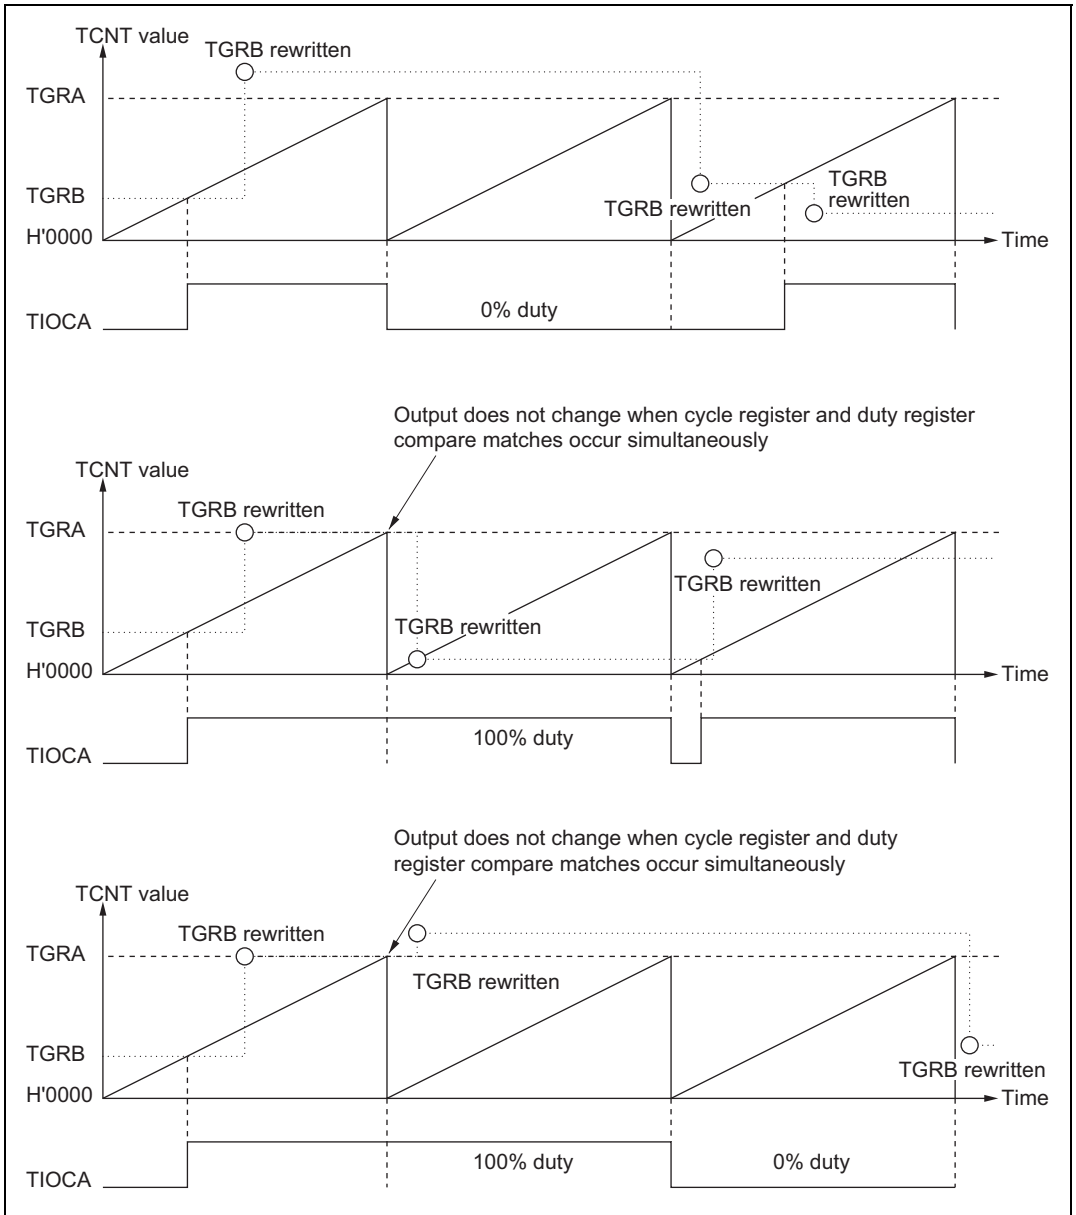 TCNT value
TGRB rewritten
TGRA
TGRB
TGRB
rewritten
TGRB rewritten
H'0000
Time
0% duty
TIOCA
Output does not change when cycle register and duty register
compare matches occur simultaneously
TCNT value
TGRB rewritten
TGRA
TGRB rewritten
TGRB
TGRB rewritten
H'0000
Time
100% duty
TIOCA
Output does not change when cycle register and duty
register compare matches occur simultaneously
TCNT value
TGRB rewritten
TGRA
TGRB rewritten
TGRB
TGRB rewritten
H'0000
Time
100% duty
0% duty
TIOCA